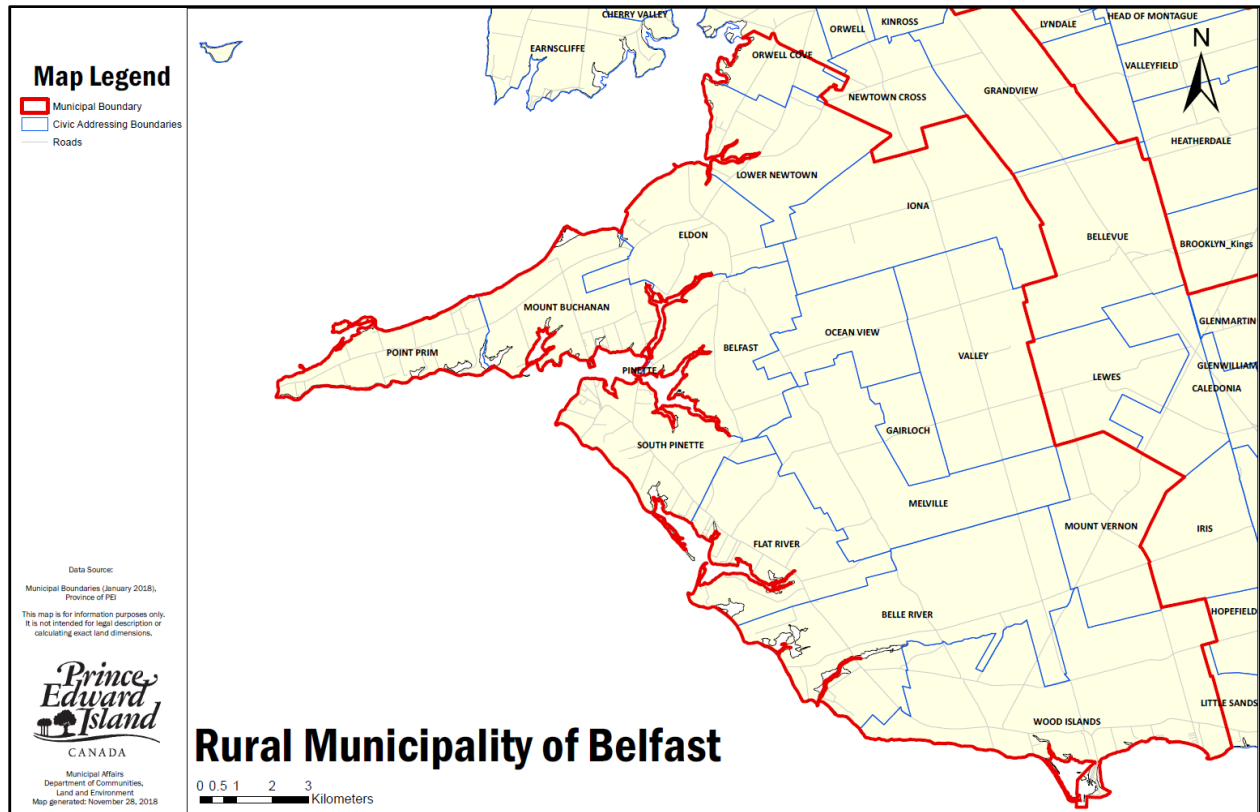 Map Legend
Municipal Boundary
Civic Addressing Boundaries
Roads
Data Source:
Municipal Boundaries (January 2018),
Province of PEI
This map is for information purposes only.
It is not intended for legal description or
calculating exact land dimensions.
Prince
Edward
Island
CANADA
Municipal Affairs
Department of Communities,
Land and Environment
Map generated: November 28, 2018
CHERRY VALLEY
EARNSCLIFFE
ORWELL
KINROSS
LYNDALE
HEAD OF MONTAGUE
N
ORWELL COVE
VALLEYFIELD
GRANDVIEW
NEWTOWN CROSS
HEATHERDALE
LOWER NEWTOWN
IONA
ELDON
BELLEVUE
BROOKLYN_Kings
MOUNT BUCHANAN
GLENMARTIN
OCEAN VIEW
BELFAST
POINT PRIM
VALLEY
GLENWILLIAM
PINETTE
LEWES
CALEDONIA
GAIRLOCH
SOUTH PINETTE
MELVILLE
MOUNT VERNON
IRIS
FLAT RIVER
BELLE RIVER
HOPEFIELD
LITTLE SANDS
WOOD ISLANDS
Rural Municipality of Belfast
0 0.5 1 2 3
Kilometers